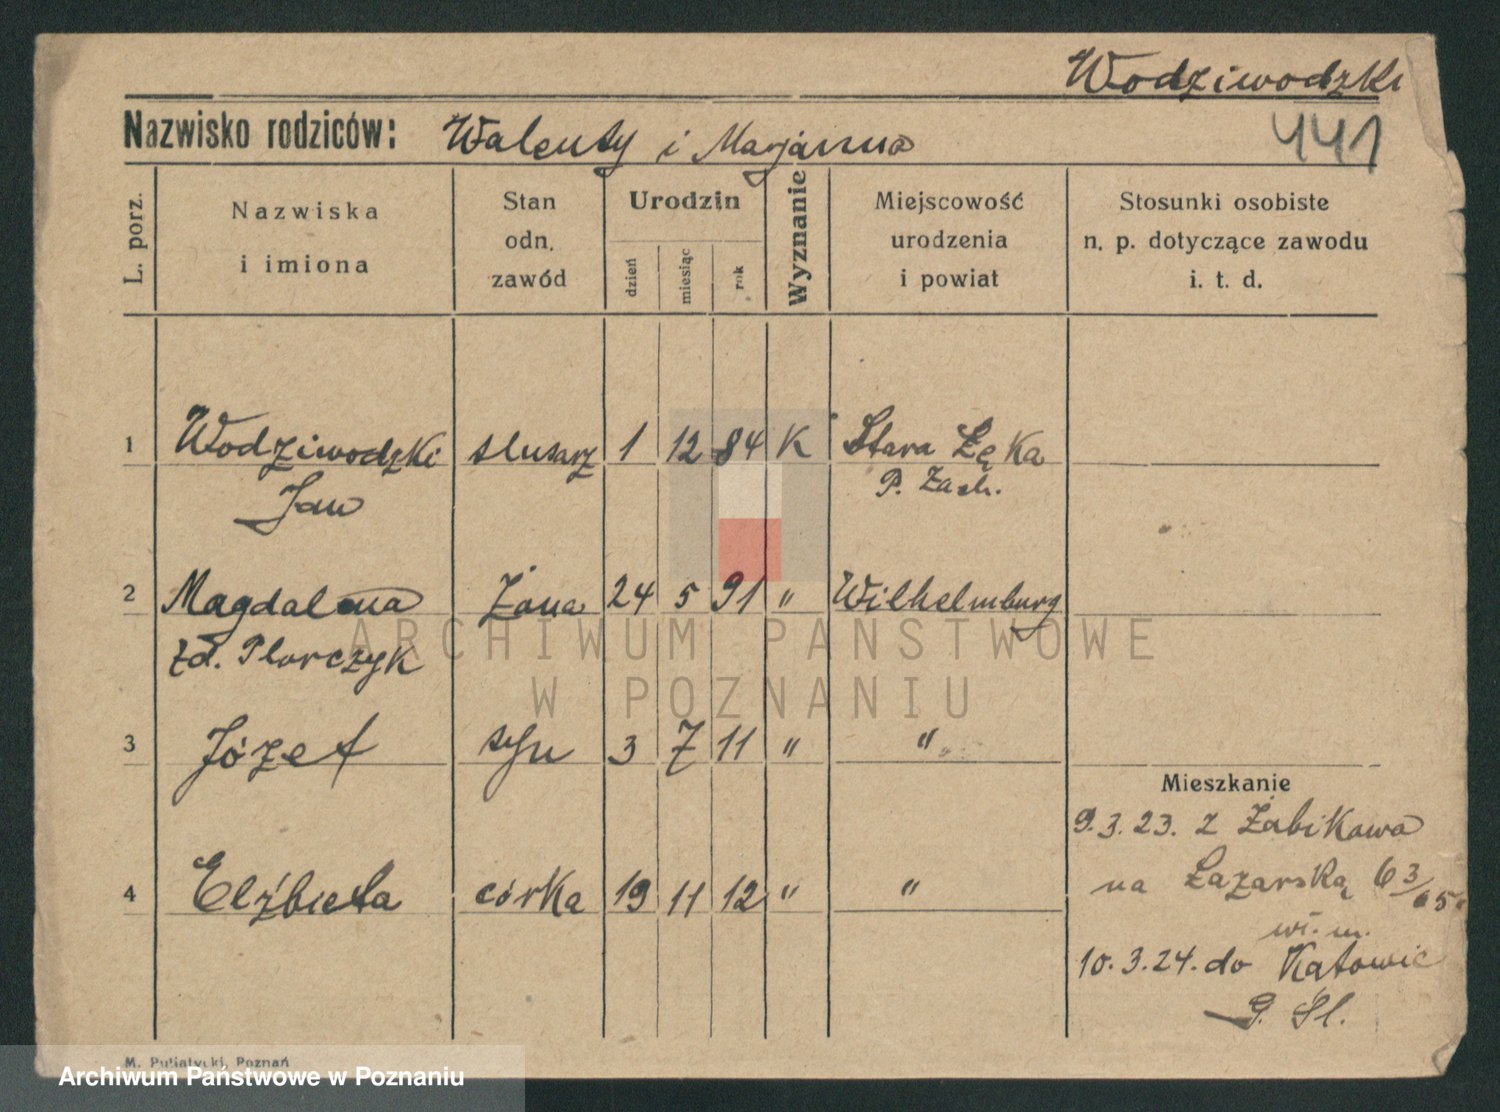 Wodziwodzki
Nazwisko rodziców: Walenty i Marjanna
441
L. porz.
Nazwiska
i imiona
Stan
odn.
zawód
Urodzin
dzień
miesiąc
rok
Wyznanie
Miejscowość
urodzenia
i powiat
Stosunki osobiste
n. p. dotyczące zawodu
i. t. d.
1 Wodziwodzki ślusarz 1 12 84 K Stara Łęka
Jan P. Zach.
2 Magdalena Żona 24 5 91 " Wilhelmburg
zd.
3 Józef syn 3 7 11 " "
Mieszkanie
9.3.23. z Żabikowa
4 Elżbieta córka 19 11 12 " "
na Łazarską 63/
10.3.24. do Katowic
G. Śl.
M. Putiatycki, Poznań
ARCHIWUM PAŃSTWOWE
W POZNANIU
Archiwum Państwowe w Poznaniu